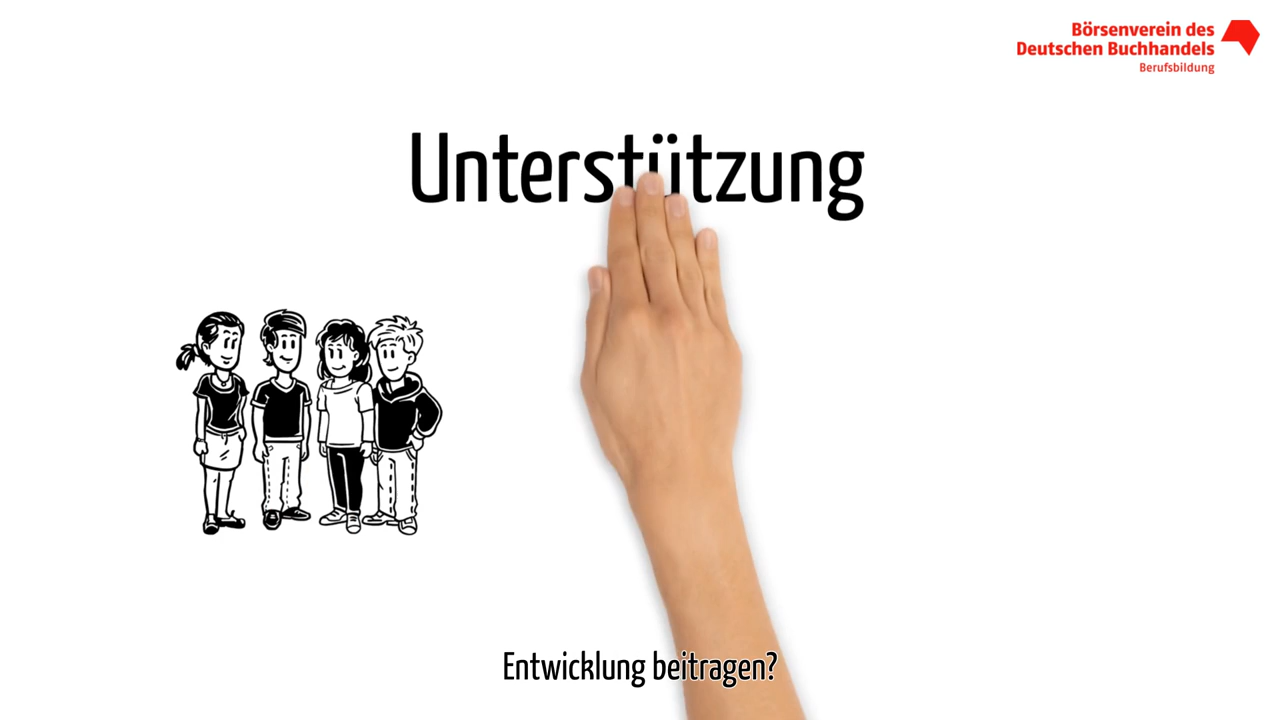 Börsenverein des
Deutschen Buchhandels
Berufsbildung
Unterstützung
Entwicklung beitragen?